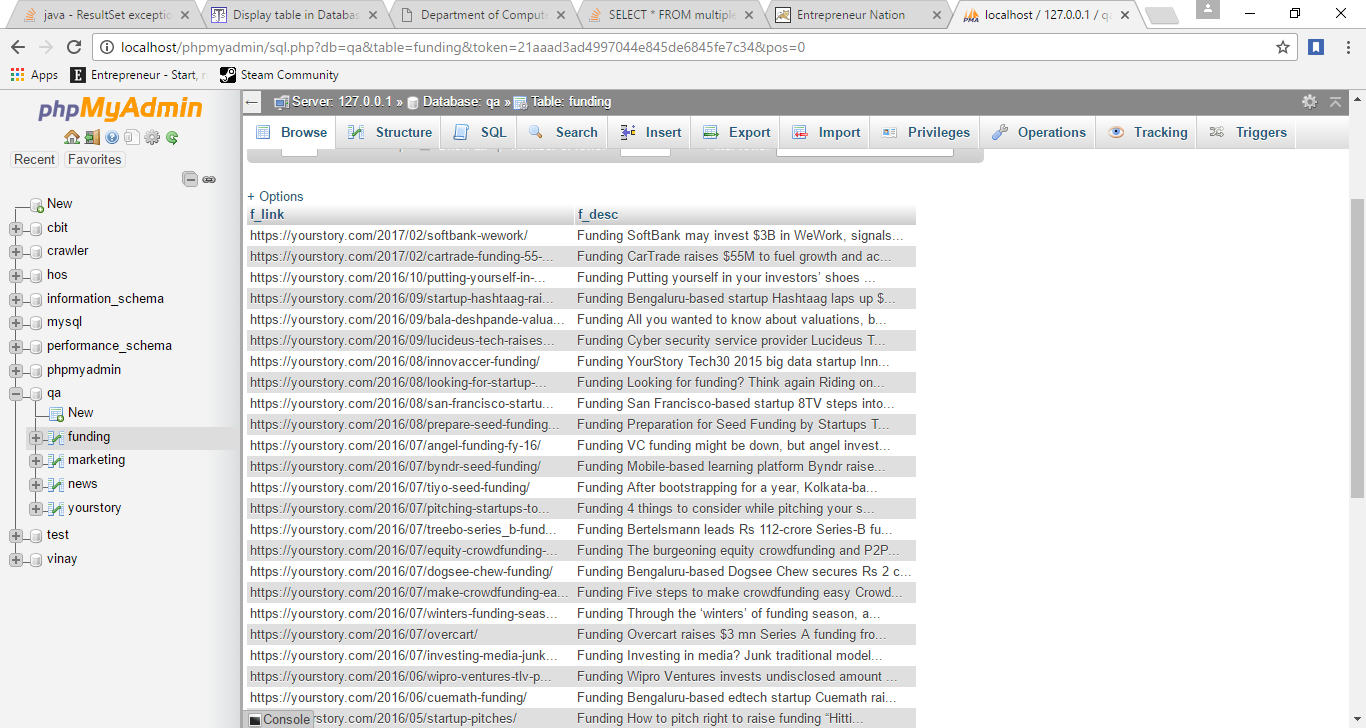 java - ResultSet exceptio
Display table in Databas
Department of Compute
SELECT * FROM multiple
Entrepreneur Nation
localhost / 127.0.0.1 / qa
localhost/phpmyadmin/sql.php?db=qa&table=funding&token=21aaad3ad4997044e845de6845fe7c34&pos=0
Apps
Entrepreneur - Start, r
Steam Community
phpMyAdmin
Recent Favorites
New
cbit
crawler
hos
information_schema
mysql
performance_schema
phpmyadmin
qa
New
funding
marketing
news
yourstory
test
vinay
Server: 127.0.0.1 » Database: qa » Table: funding
Browse Structure SQL Search Insert Export Import Privileges Operations Tracking Triggers
+ Options
f_link f_desc
https://yourstory.com/2017/02/softbank-wework/ Funding SoftBank may invest $3B in WeWork, signals...
https://yourstory.com/2017/02/cartrade-funding-55-... Funding CarTrade raises $55M to fuel growth and ac...
https://yourstory.com/2016/10/putting-yourself-in-... Funding Putting yourself in your investors’ shoes ...
https://yourstory.com/2016/09/startup-hashtaag-rai... Funding Bengaluru-based startup Hashtaag laps up $...
https://yourstory.com/2016/09/bala-deshpande-valua... Funding All you wanted to know about valuations, b...
https://yourstory.com/2016/09/lucideus-tech-raises... Funding Cyber security service provider Lucideus T...
https://yourstory.com/2016/08/innovaccer-funding/ Funding YourStory Tech30 2015 big data startup Inn...
https://yourstory.com/2016/08/looking-for-startup-... Funding Looking for funding? Think again Riding on...
https://yourstory.com/2016/08/san-francisco-startu... Funding San Francisco-based startup 8TV steps into...
https://yourstory.com/2016/08/prepare-seed-funding... Funding Preparation for Seed Funding by Startups T...
https://yourstory.com/2016/07/angel-funding-fy-16/ Funding VC funding might be down, but angel invest...
https://yourstory.com/2016/07/byndr-seed-funding/ Funding Mobile-based learning platform Byndr raise...
https://yourstory.com/2016/07/tiyo-seed-funding/ Funding After bootstrapping for a year, Kolkata-ba...
https://yourstory.com/2016/07/pitching-startups-to... Funding 4 things to consider while pitching your s...
https://yourstory.com/2016/07/treebo-series_b-fund... Funding Bertelsmann leads Rs 112-crore Series-B fu...
https://yourstory.com/2016/07/equity-crowdfunding-... Funding The burgeoning equity crowdfunding and P2P...
https://yourstory.com/2016/07/dogsee-chew-funding/ Funding Bengaluru-based Dogsee Chew secures Rs 2 c...
https://yourstory.com/2016/07/make-crowdfunding-ea... Funding Five steps to make crowdfunding easy Crowd...
https://yourstory.com/2016/07/winters-funding-seas... Funding Through the ‘winters’ of funding season, a...
https://yourstory.com/2016/07/overcart/ Funding Overcart raises $3 mn Series A funding fro...
https://yourstory.com/2016/07/investing-media-junk... Funding Investing in media? Junk traditional model...
https://yourstory.com/2016/06/wipro-ventures-tlv-p... Funding Wipro Ventures invests undisclosed amount ...
https://yourstory.com/2016/06/cuemath-funding/ Funding Bengaluru-based edtech startup Cuemath rai...
Console rstory.com/2016/05/startup-pitches/ Funding How to pitch right to raise funding “Hitti...